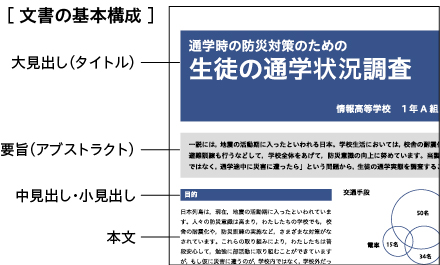 [ 文書の基本構成 ]
大見出し(タイトル)
通学時の防災対策のための
生徒の通学状況調査
情報高等学校　1年A組
要旨(アブストラクト)
一説には、地震の活動期に入ったといわれる日本。学校生活においては、校舎の耐震
避難訓練も行うなどして、学校全体をあげて、防災意識の向上に努めています。
ではなく、通学途中に災害に遭ったら」という問題から、生徒の通学実態を調査する
中見出し・小見出し
目的
本文
日本列島は、現在、地震の活動期に入ったといわれていま
す。人々の防災意識は高まり、わたしたちの学校でも、校
舎の耐震化や、防災訓練の実施など、さまざまな対策がな
されています。これらの取り組みにより、わたしたちは普
段安心して、勉強に部活動に取り組むことができています
が、もし仮に災害に遭うのが、学校内ではなく、学校外だっ
交通手段
50名
電車
15名
34名